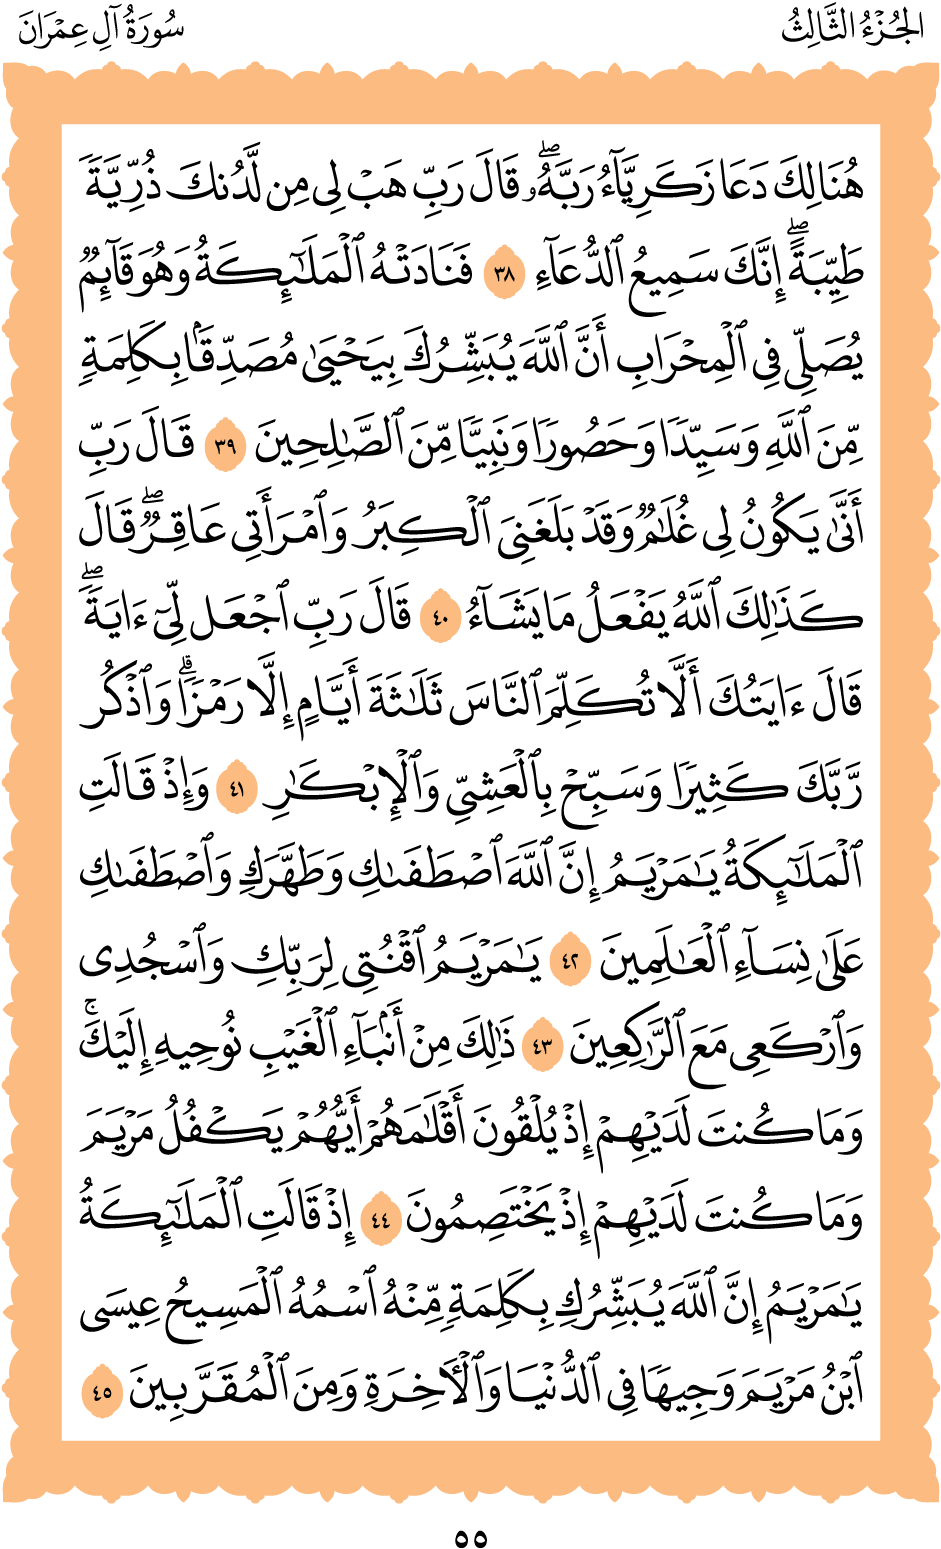 الجُزْءُ الثَّالِثُ
سُورَةُ آلِ عِمْرَانَ
هُنَالِكَ دَعَا زَكَرِيَّآءُ رَبَّهُۥۖ قَالَ رَبِّ هَبْ لِى مِن لَّدُنكَ ذُرِّيَّةً
طَيِّبَةًۖ إِنَّكَ سَمِيعُ ٱلدُّعَآءِ ٣٨ فَنَادَتْهُ ٱلْمَلَٰٓئِكَةُ وَهُوَ قَآئِمٌ
يُصَلِّى فِى ٱلْمِحْرَابِ أَنَّ ٱللَّهَ يُبَشِّرُكَ بِيَحْيَىٰ مُصَدِّقًۢا بِكَلِمَةٍ
مِّنَ ٱللَّهِ وَسَيِّدًا وَحَصُورًا وَنَبِيًّا مِّنَ ٱلصَّٰلِحِينَ ٣٩ قَالَ رَبِّ
أَنَّىٰ يَكُونُ لِى غُلَٰمٌ وَقَدْ بَلَغَنِىَ ٱلْكِبَرُ وَٱمْرَأَتِى عَاقِرٌۖ قَالَ
كَذَٰلِكَ ٱللَّهُ يَفْعَلُ مَا يَشَآءُ ٤٠ قَالَ رَبِّ ٱجْعَل لِّىٓ ءَايَةًۖ
قَالَ ءَايَتُكَ أَلَّا تُكَلِّمَ ٱلنَّاسَ ثَلَٰثَةَ أَيَّامٍ إِلَّا رَمْزًاۗ وَٱذْكُر
رَّبَّكَ كَثِيرًا وَسَبِّحْ بِٱلْعَشِىِّ وَٱلْإِبْكَٰرِ ٤١ وَإِذْ قَالَتِ
ٱلْمَلَٰٓئِكَةُ يَٰمَرْيَمُ إِنَّ ٱللَّهَ ٱصْطَفَىٰكِ وَطَهَّرَكِ وَٱصْطَفَىٰكِ
عَلَىٰ نِسَآءِ ٱلْعَٰلَمِينَ ٤٢ يَٰمَرْيَمُ ٱقْنُتِى لِرَبِّكِ وَٱسْجُدِى
وَٱرْكَعِى مَعَ ٱلرَّٰكِعِينَ ٤٣ ذَٰلِكَ مِنْ أَنۢبَآءِ ٱلْغَيْبِ نُوحِيهِ إِلَيْكَۚ
وَمَا كُنتَ لَدَيْهِمْ إِذْ يُلْقُونَ أَقْلَٰمَهُمْ أَيُّهُمْ يَكْفُلُ مَرْيَمَ
وَمَا كُنتَ لَدَيْهِمْ إِذْ يَخْتَصِمُونَ ٤٤ إِذْ قَالَتِ ٱلْمَلَٰٓئِكَةُ
يَٰمَرْيَمُ إِنَّ ٱللَّهَ يُبَشِّرُكِ بِكَلِمَةٍ مِّنْهُ ٱسْمُهُ ٱلْمَسِيحُ عِيسَى
ٱبْنُ مَرْيَمَ وَجِيهًا فِى ٱلدُّنْيَا وَٱلْءَاخِرَةِ وَمِنَ ٱلْمُقَرَّبِينَ ٤٥
٥٥